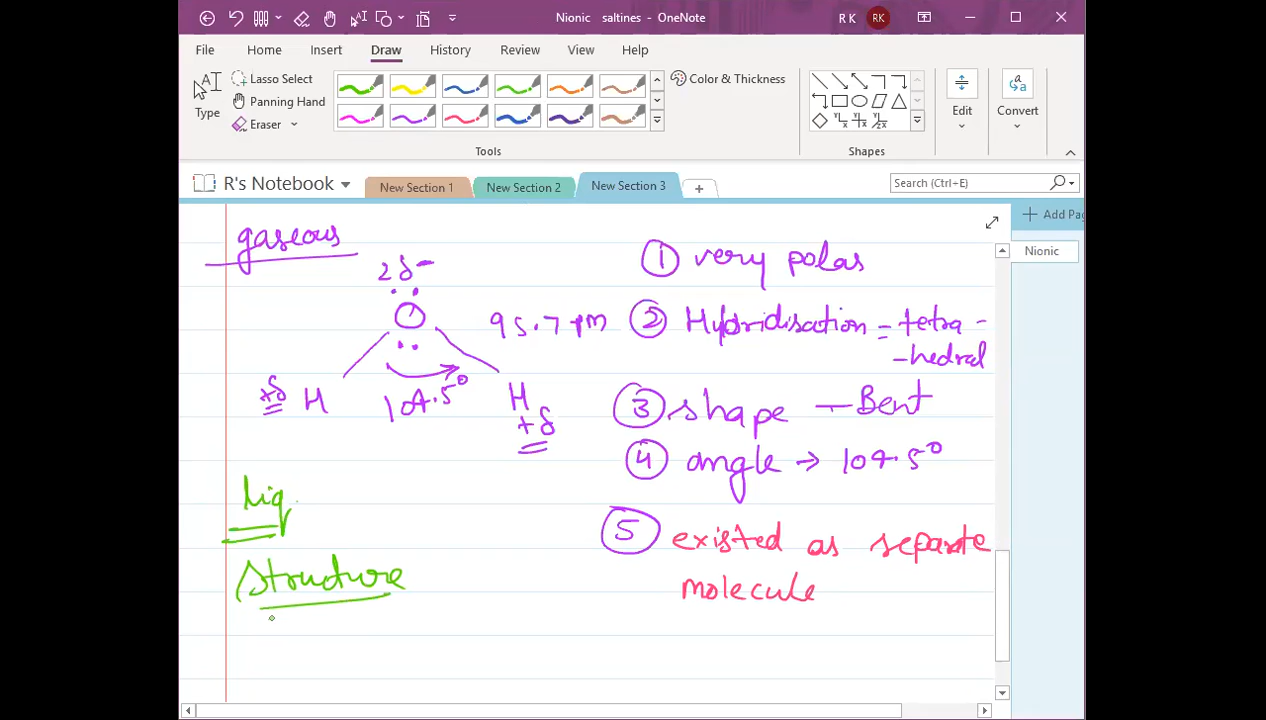 Nionic saltines - OneNote
R K
RK
File Home Insert Draw History Review View Help
Type
Lasso Select
Panning Hand
Eraser
Color & Thickness
Edit
Convert
Tools
Shapes
R's Notebook
New Section 1
New Section 2
New Section 3
Search (Ctrl+E)
Add Pag
Nionic
gaseous
2δ-
O
95.7 pm
+δ H
104.5°
H
+δ
① very polar
② Hybridisation = tetra -
-hedral
③ shape — Bent
④ angle → 104.5°
⑤ existed as separate
molecule
liq.
structure